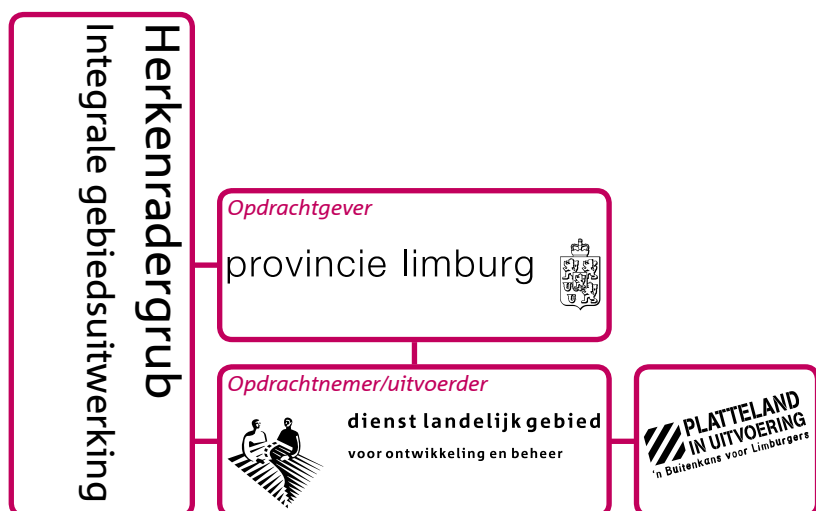 Herkenradergrub
Integrale gebiedsuitwerking
Opdrachtgever
provincie limburg
Opdrachtnemer/uitvoerder
dienst landelijk gebied
voor ontwikkeling en beheer
PLATTELAND
IN UITVOERING
'n Buitenkans voor Limburgers